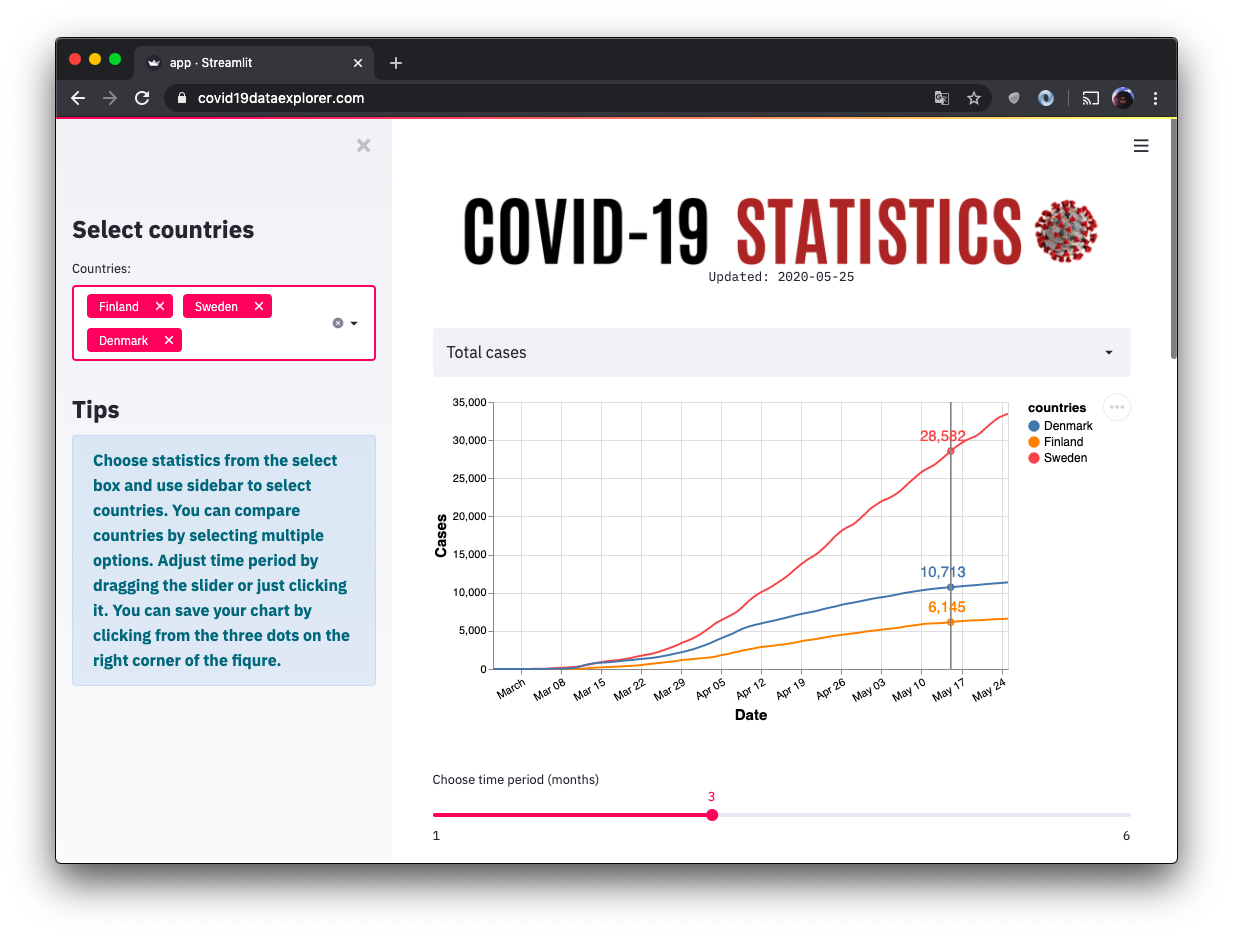 app · Streamlit
covid19dataexplorer.com
Select countries
Countries:
Finland
Sweden
Denmark
Tips
Choose statistics from the select
box and use sidebar to select
countries. You can compare
countries by selecting multiple
options. Adjust time period by
dragging the slider or just clicking
it. You can save your chart by
clicking from the three dots on the
right corner of the fiqure.
COVID-19 STATISTICS
Updated: 2020-05-25
Total cases
Cases
35,000
30,000
25,000
20,000
15,000
10,000
5,000
0
28,582
10,713
6,145
March
Mar 08
Mar 15
Mar 22
Mar 29
Apr 05
Apr 12
Apr 19
Apr 26
May 03
May 10
May 17
May 24
Date
countries
Denmark
Finland
Sweden
Choose time period (months)
3
1
6